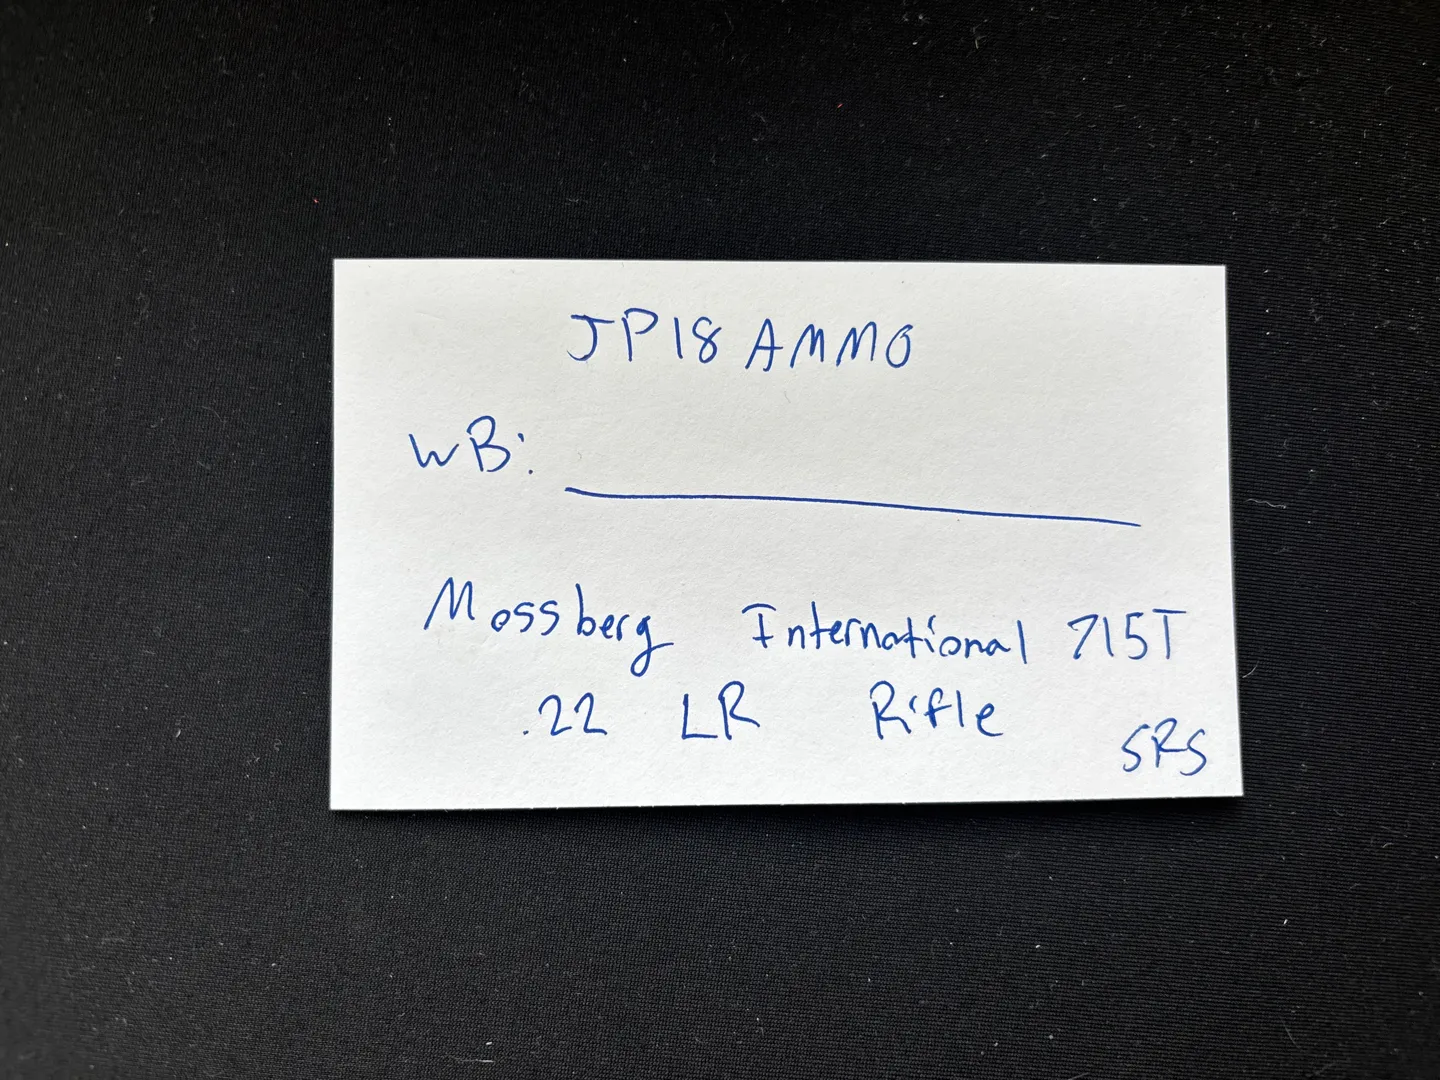 JP18 AMMO
WB:
Mossberg International 715T
.22 LR Rifle
SRS